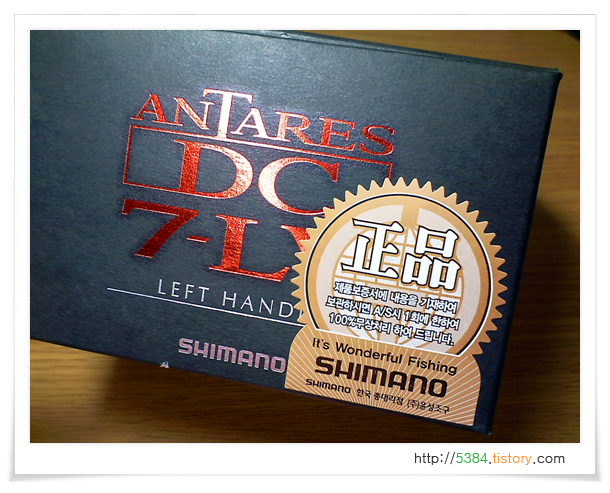 ANTARES
DC
7-LV
LEFT HAND
SHIMANO
正品
제품보증서에 내용을 기재하여
보관하시면 A/S시 1회에 한하여
100%무상처리 하여 드립니다.
It's Wonderful Fishing
SHIMANO
SHIMANO 한국 총대리점 (주)윤성조구
http://5384.tistory.com